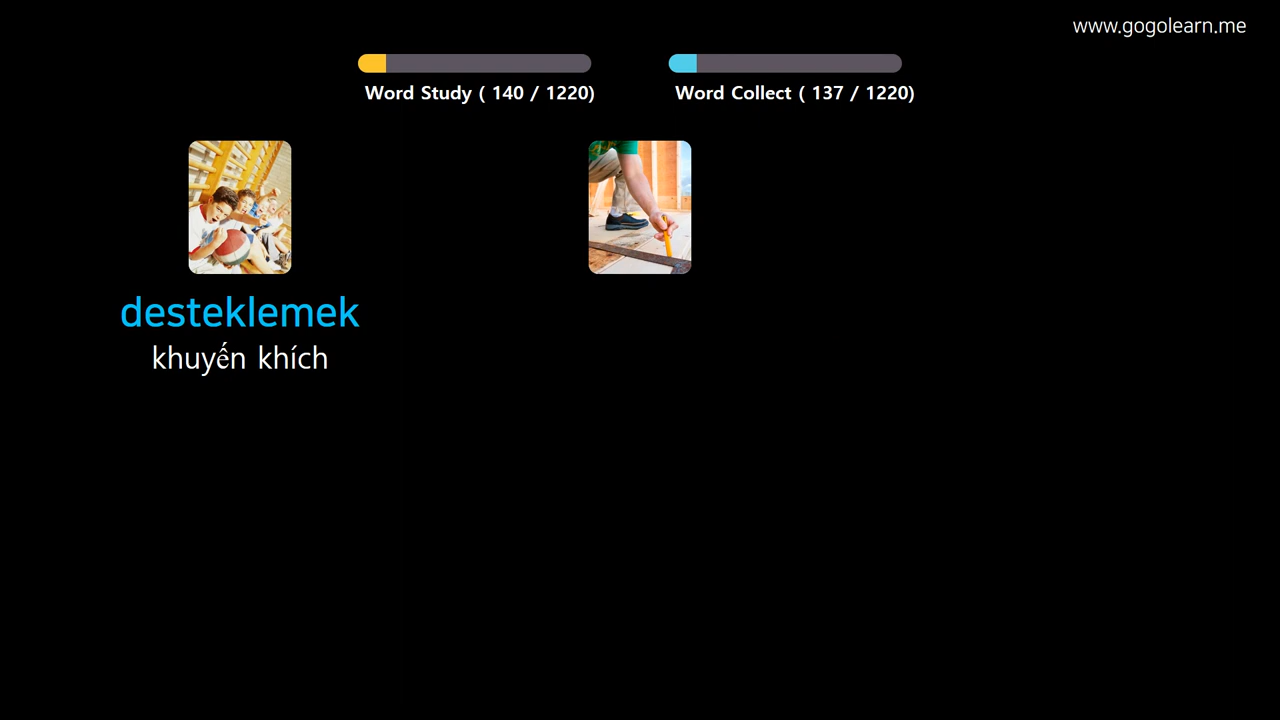 www.gogolearn.me
Word Study ( 140 / 1220)
Word Collect ( 137 / 1220)
desteklemek
khuyến khích